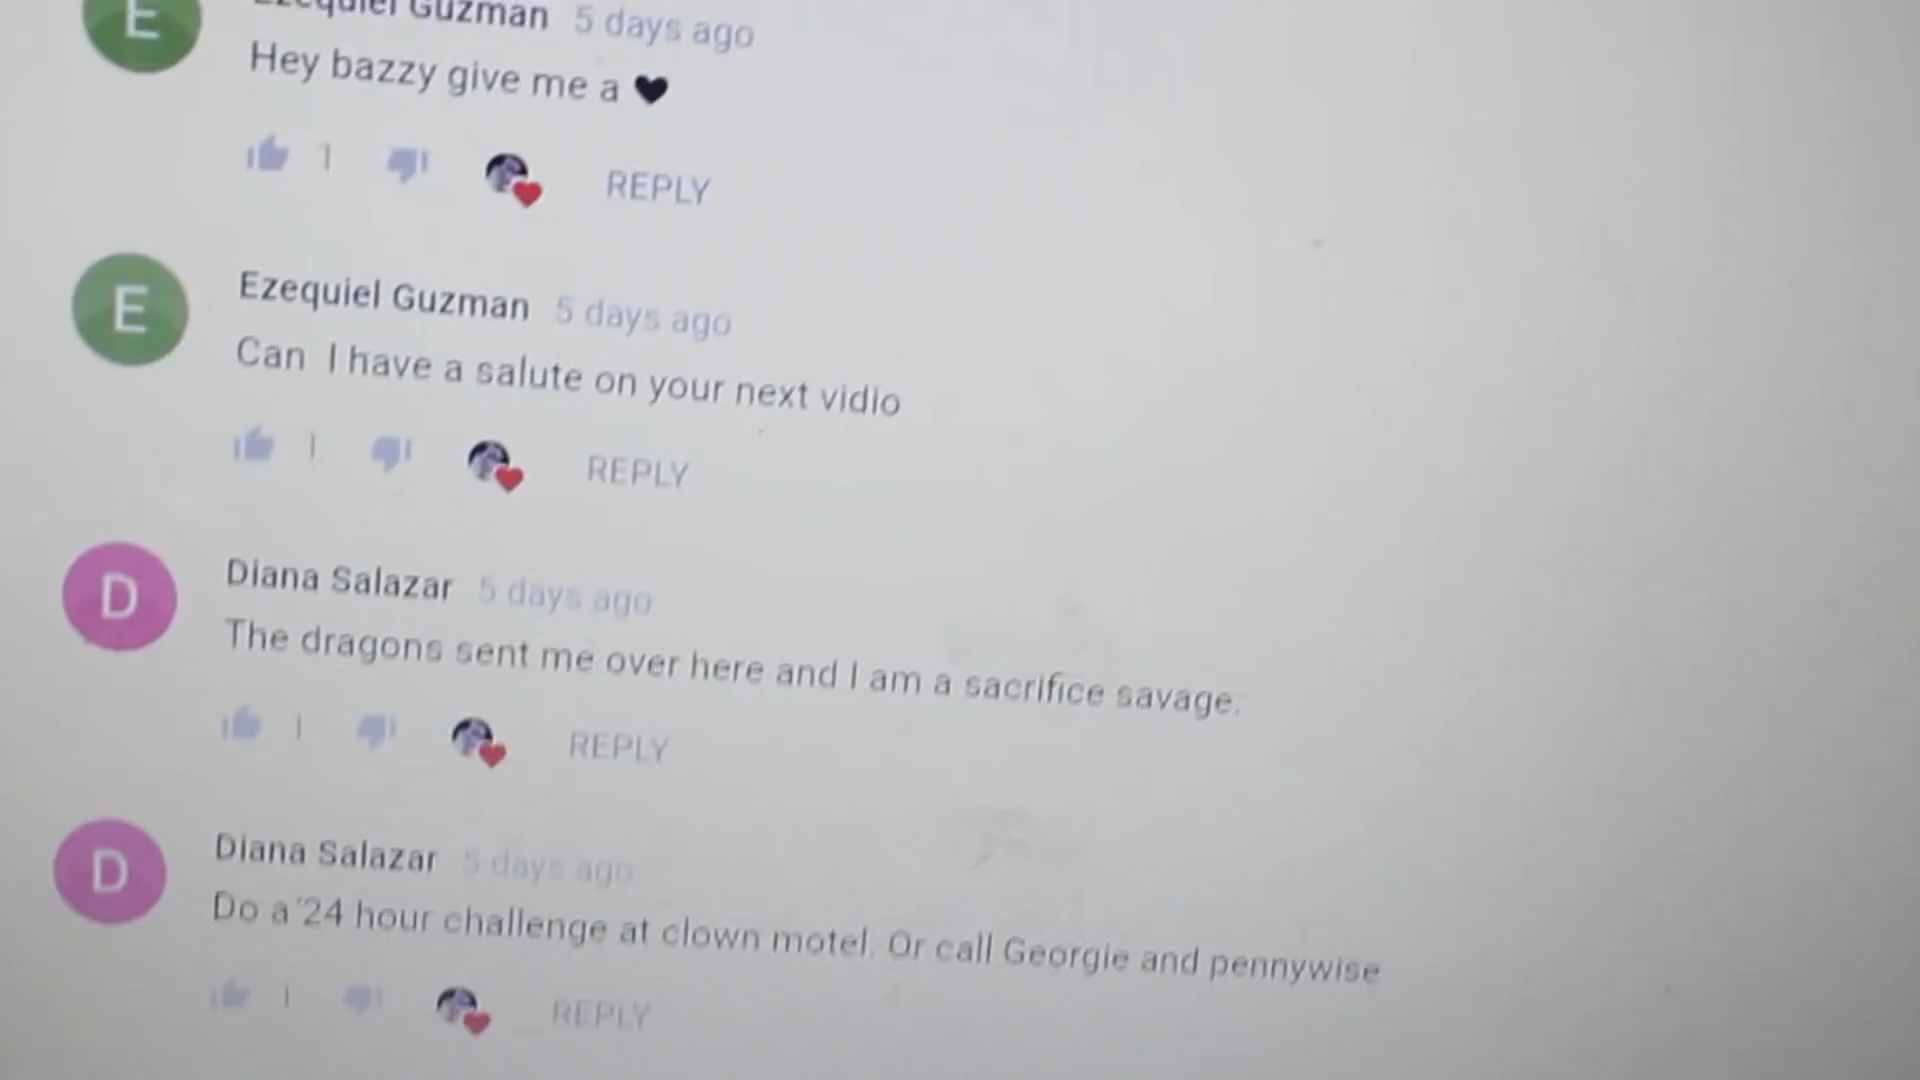 E
Ezequiel Guzman 5 days ago
Hey bazzy give me a ♥
1 REPLY
E
Ezequiel Guzman 5 days ago
Can I have a salute on your next vidio
1 REPLY
D
Diana Salazar 5 days ago
The dragons sent me over here and I am a sacrifice savage.
1 REPLY
D
Diana Salazar 5 days ago
Do a 24 hour challenge at clown motel. Or call Georgie and pennywise
1 REPLY